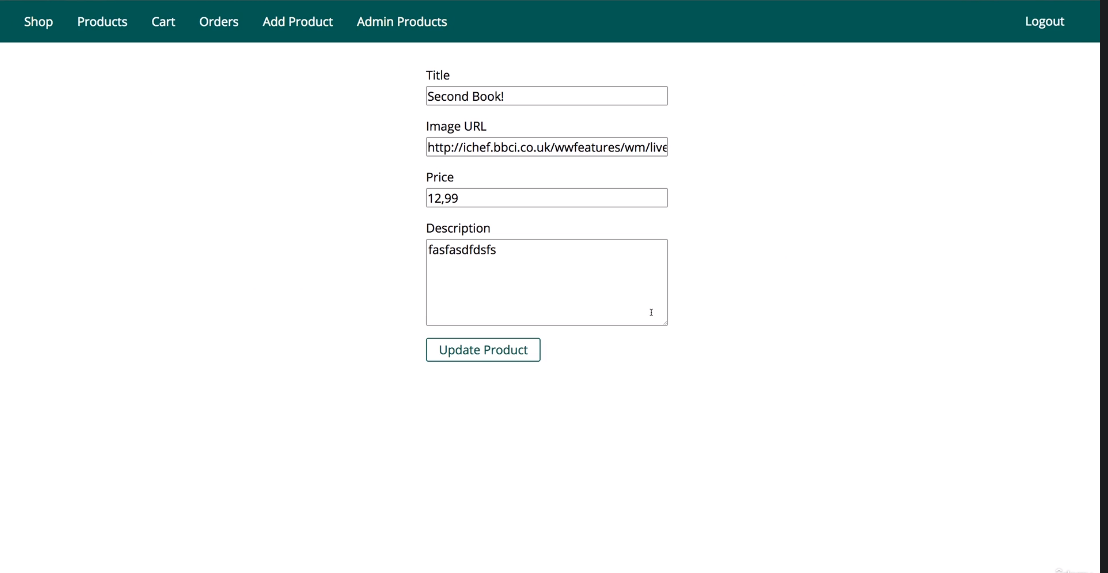 Shop Products Cart Orders Add Product Admin Products Logout
Title
Second Book!
Image URL
http://ichef.bbci.co.uk/wwfeatures/wm/live
Price
12,99
Description
fasfasdfdsfs
Update Product